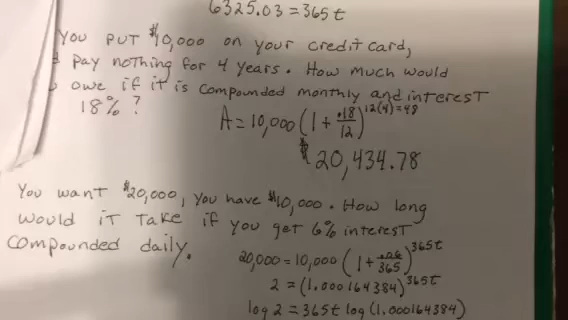 6325.03 = 365t
You put $10,000 on your credit card,
pay nothing for 4 years. How much would
owe if it is compounded monthly and interest
18%?
A = 10,000 (1 + .18/12)^12(4)=48
$20,434.78
You want $20,000, you have $10,000. How long
would it take if you get 6% interest
compounded daily.
20,000 = 10,000 (1 + .06/365)^365t
2 = (1.000164384)^365t
log 2 = 365t log (1.000164384)